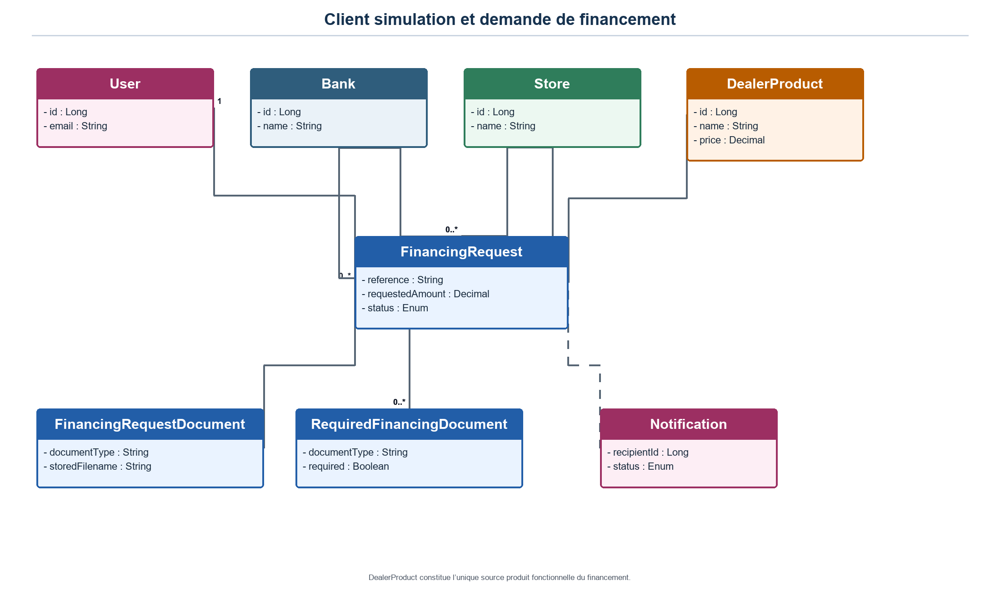 Client simulation et demande de financement
User
- id : Long
- email : String
1
Bank
- id : Long
- name : String
Store
- id : Long
- name : String
DealerProduct
- id : Long
- name : String
- price : Decimal
0..*
0..*
FinancingRequest
- reference : String
- requestedAmount : Decimal
- status : Enum
0..*
FinancingRequestDocument
- documentType : String
- storedFilename : String
RequiredFinancingDocument
- documentType : String
- required : Boolean
Notification
- recipientId : Long
- status : Enum
DealerProduct constitue l’unique source produit fonctionnelle du financement.